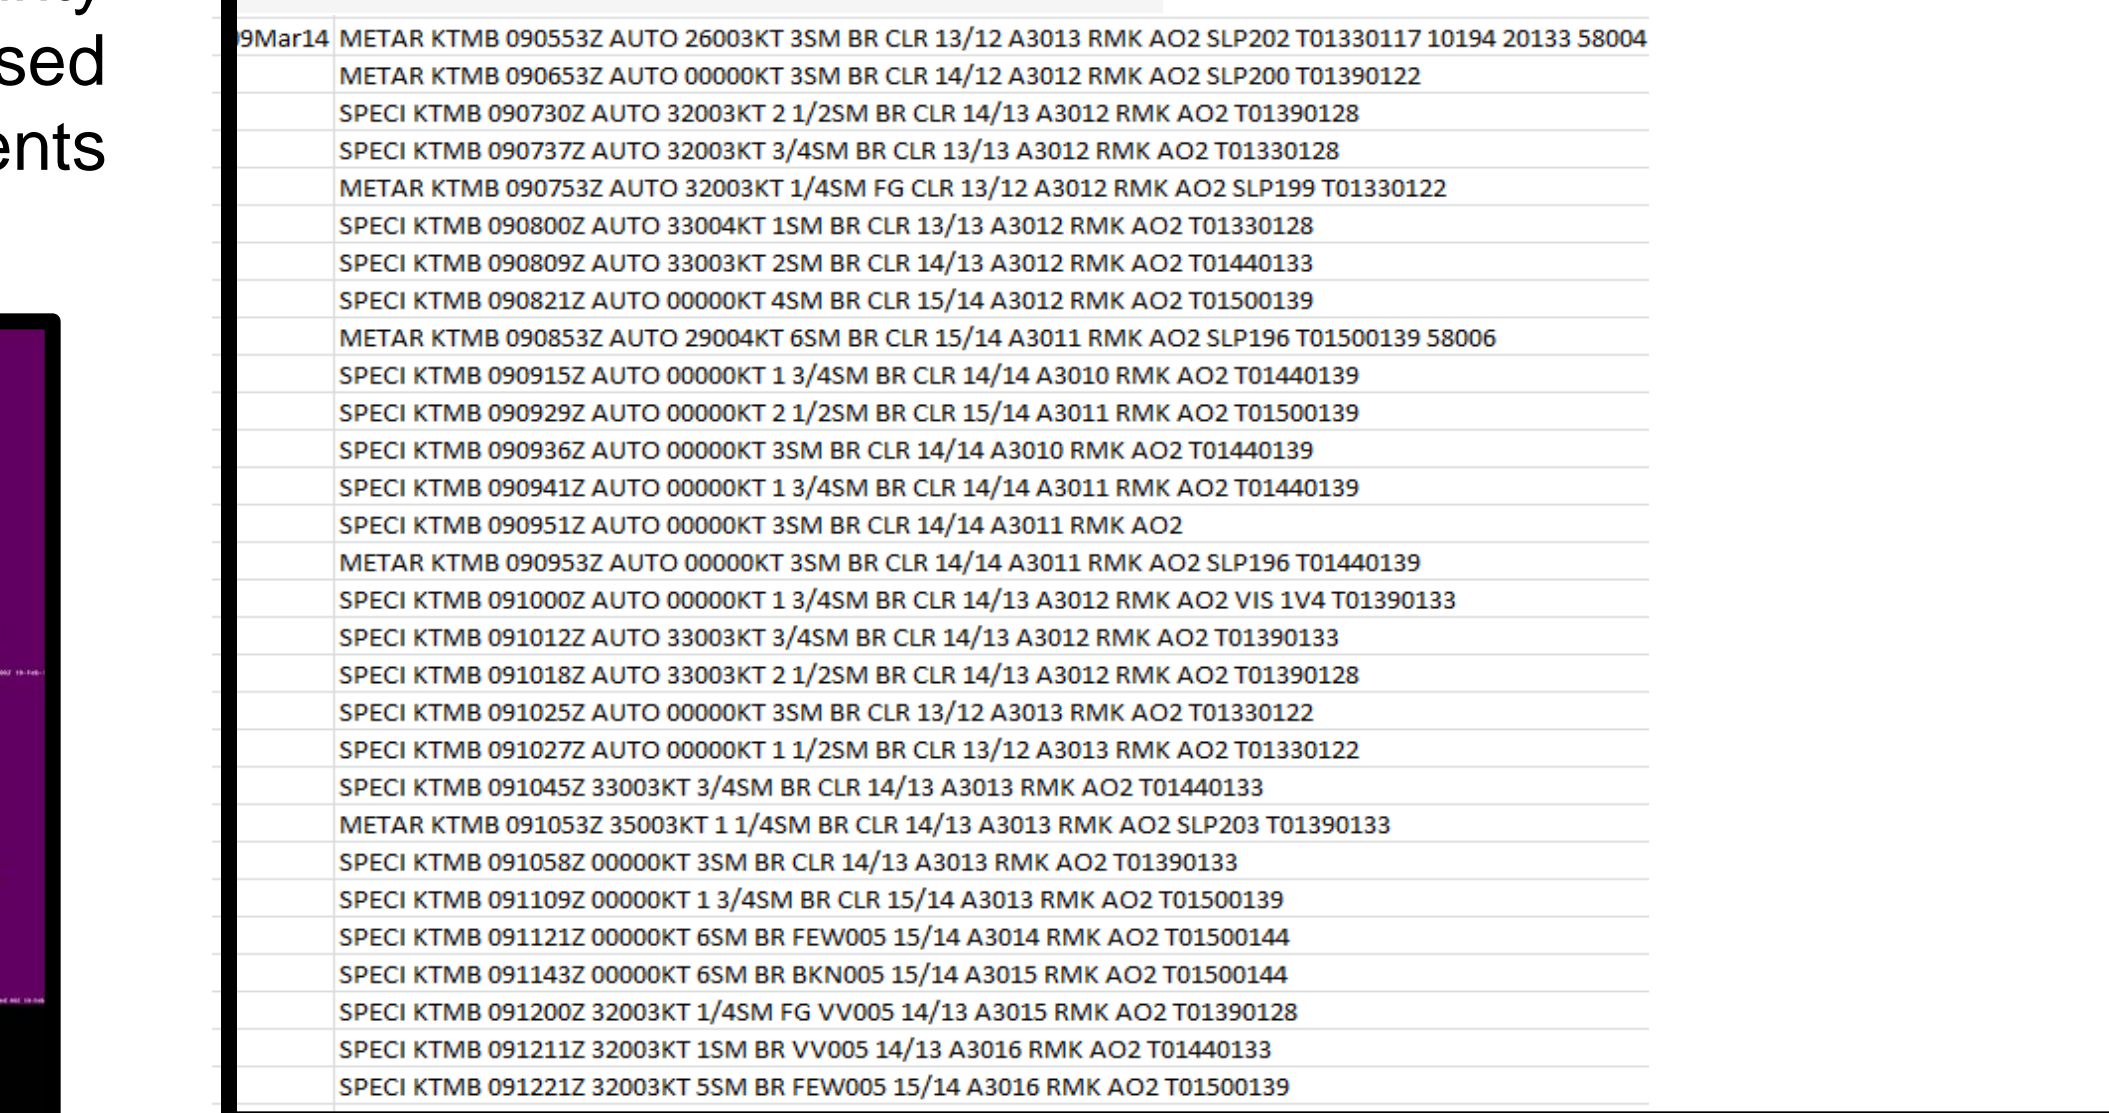 sed
ents
9Mar14 METAR KTMB 090553Z AUTO 26003KT 3SM BR CLR 13/12 A3013 RMK AO2 SLP202 T01330117 10194 20133 58004
METAR KTMB 090653Z AUTO 00000KT 3SM BR CLR 14/12 A3012 RMK AO2 SLP200 T01390122
SPECI KTMB 090730Z AUTO 32003KT 2 1/2SM BR CLR 14/13 A3012 RMK AO2 T01390128
SPECI KTMB 090737Z AUTO 32003KT 3/4SM BR CLR 13/13 A3012 RMK AO2 T01330128
METAR KTMB 090753Z AUTO 32003KT 1/4SM FG CLR 13/12 A3012 RMK AO2 SLP199 T01330122
SPECI KTMB 090800Z AUTO 33004KT 1SM BR CLR 13/13 A3012 RMK AO2 T01330128
SPECI KTMB 090809Z AUTO 33003KT 2SM BR CLR 14/13 A3012 RMK AO2 T01440133
SPECI KTMB 090821Z AUTO 00000KT 4SM BR CLR 15/14 A3012 RMK AO2 T01500139
METAR KTMB 090853Z AUTO 29004KT 6SM BR CLR 15/14 A3011 RMK AO2 SLP196 T01500139 58006
SPECI KTMB 090915Z AUTO 00000KT 1 3/4SM BR CLR 14/14 A3010 RMK AO2 T01440139
SPECI KTMB 090929Z AUTO 00000KT 2 1/2SM BR CLR 15/14 A3011 RMK AO2 T01500139
SPECI KTMB 090936Z AUTO 00000KT 3SM BR CLR 14/14 A3010 RMK AO2 T01440139
SPECI KTMB 090941Z AUTO 00000KT 1 3/4SM BR CLR 14/14 A3011 RMK AO2 T01440139
SPECI KTMB 090951Z AUTO 00000KT 3SM BR CLR 14/14 A3011 RMK AO2
METAR KTMB 090953Z AUTO 00000KT 3SM BR CLR 14/14 A3011 RMK AO2 SLP196 T01440139
SPECI KTMB 091000Z AUTO 00000KT 1 3/4SM BR CLR 14/13 A3012 RMK AO2 VIS 1V4 T01390133
SPECI KTMB 091012Z AUTO 33003KT 3/4SM BR CLR 14/13 A3012 RMK AO2 T01390133
SPECI KTMB 091018Z AUTO 33003KT 2 1/2SM BR CLR 14/13 A3012 RMK AO2 T01390128
SPECI KTMB 091025Z AUTO 00000KT 3SM BR CLR 13/12 A3013 RMK AO2 T01330122
SPECI KTMB 091027Z AUTO 00000KT 1 1/2SM BR CLR 13/12 A3013 RMK AO2 T01330122
SPECI KTMB 091045Z 33003KT 3/4SM BR CLR 14/13 A3013 RMK AO2 T01440133
METAR KTMB 091053Z 35003KT 1 1/4SM BR CLR 14/13 A3013 RMK AO2 SLP203 T01390133
SPECI KTMB 091058Z 00000KT 3SM BR CLR 14/13 A3013 RMK AO2 T01390133
SPECI KTMB 091109Z 00000KT 1 3/4SM BR CLR 15/14 A3013 RMK AO2 T01500139
SPECI KTMB 091121Z 00000KT 6SM BR FEW005 15/14 A3014 RMK AO2 T01500144
SPECI KTMB 091143Z 00000KT 6SM BR BKN005 15/14 A3015 RMK AO2 T01500144
SPECI KTMB 091200Z 32003KT 1/4SM FG VV005 14/13 A3015 RMK AO2 T01390128
SPECI KTMB 091211Z 32003KT 1SM BR VV005 14/13 A3016 RMK AO2 T01440133
SPECI KTMB 091221Z 32003KT 5SM BR FEW005 15/14 A3016 RMK AO2 T01500139